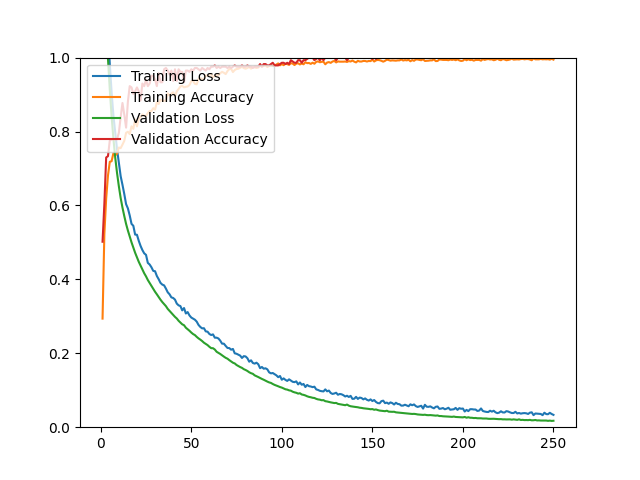 Training Loss
Training Accuracy
Validation Loss
Validation Accuracy
1.0
0.8
0.6
0.4
0.2
0.0
0 50 100 150 200 250